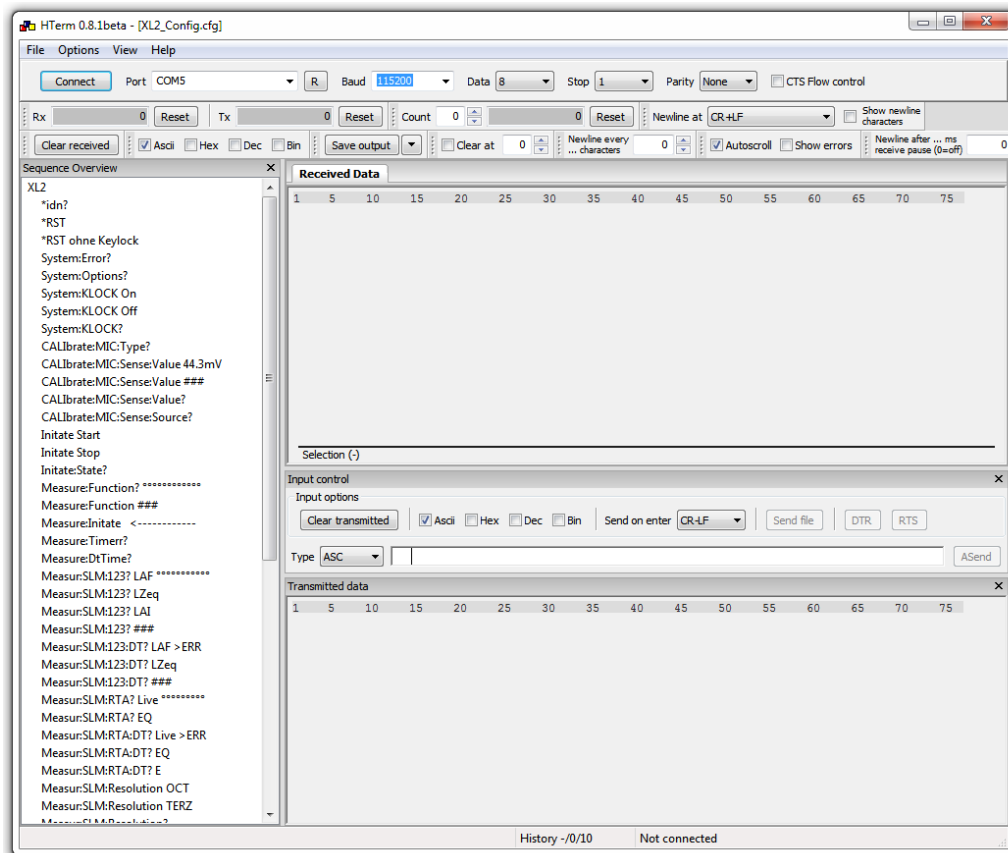 HTerm 0.8.1beta - [XL2_Config.cfg]
File Options View Help
Connect Port COM5 R Baud 115200 Data 8 Stop 1 Parity None CTS Flow control
Rx 0 Reset Tx 0 Reset Count 0 0 Reset Newline at CR+LF Show newline characters
Clear received Ascii Hex Dec Bin Save output Clear at 0 Newline every ... characters 0 Autoscroll Show errors Newline after ... ms receive pause (0=off) 0
Sequence Overview
XL2
*idn?
*RST
*RST ohne Keylock
System:Error?
System:Options?
System:KLOCK On
System:KLOCK Off
System:KLOCK?
CALIbrate:MIC:Type?
CALIbrate:MIC:Sense:Value 44.3mV
CALIbrate:MIC:Sense:Value ###
CALIbrate:MIC:Sense:Value?
CALIbrate:MIC:Sense:Source?
Initate Start
Initate Stop
Initate:State?
Measure:Function? °°°°°°°°°°°°
Measure:Function ###
Measure:Initate <------------
Measure:Timerr?
Measure:DtTime?
Measur:SLM:123? LAF °°°°°°°°°°°
Measur:SLM:123? LZeq
Measur:SLM:123? LAI
Measur:SLM:123? ###
Measur:SLM:123:DT? LAF >ERR
Measur:SLM:123:DT? LZeq
Measur:SLM:123:DT? ###
Measur:SLM:RTA? Live °°°°°°°°°
Measur:SLM:RTA? EQ
Measur:SLM:RTA:DT? Live >ERR
Measur:SLM:RTA:DT? EQ
Measur:SLM:RTA:DT? E
Measur:SLM:Resolution OCT
Measur:SLM:Resolution TERZ
Received Data
1 5 10 15 20 25 30 35 40 45 50 55 60 65 70 75
Selection (-)
Input control
Input options
Clear transmitted Ascii Hex Dec Bin Send on enter CR-LF Send file DTR RTS
Type ASC ASend
Transmitted data
1 5 10 15 20 25 30 35 40 45 50 55 60 65 70 75
History -/0/10 Not connected